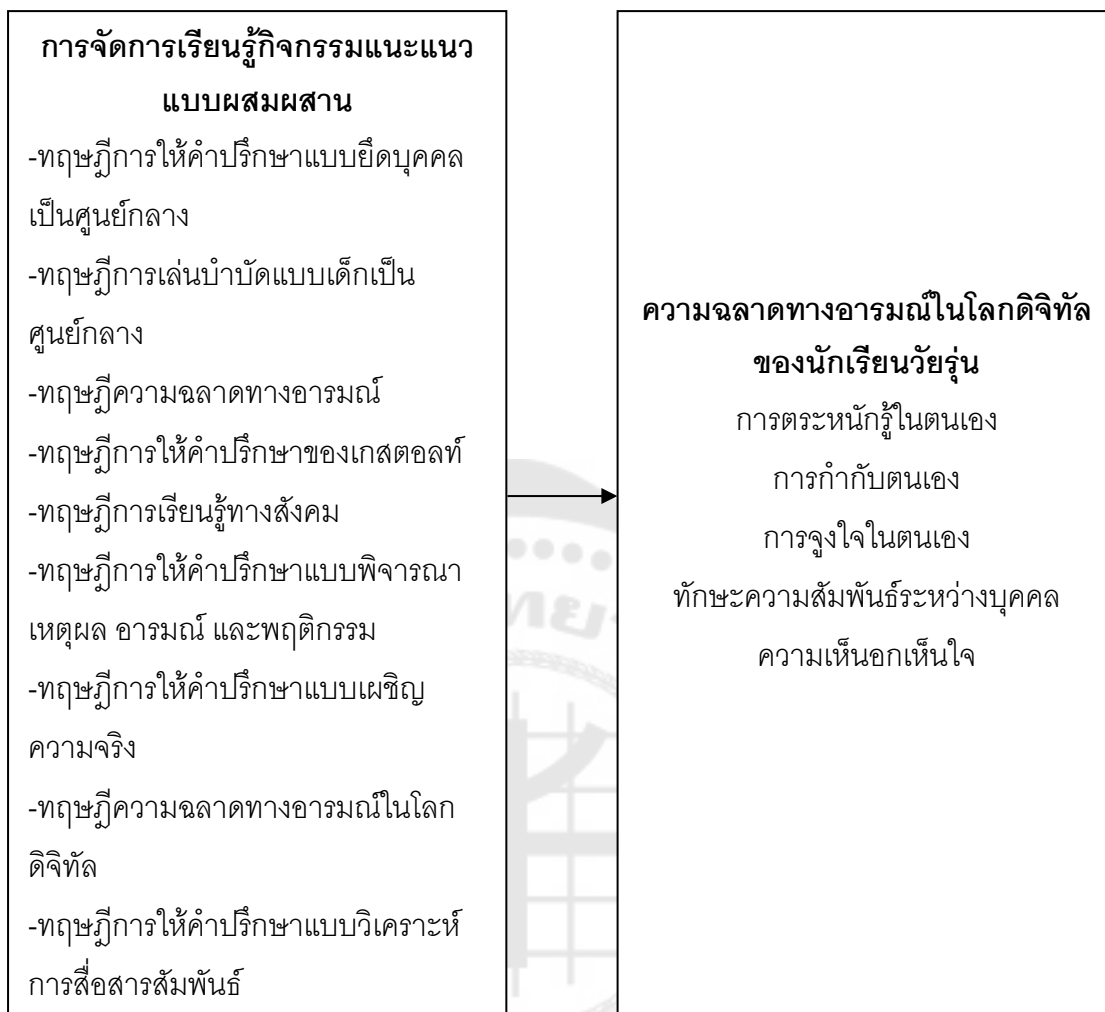 การจัดการเรียนรู้กิจกรรมแนะแนว
แบบผสมผสาน
-ทฤษฎีการให้คำปรึกษาแบบยึดบุคคล
เป็นศูนย์กลาง
-ทฤษฎีการเล่นบำบัดแบบเด็กเป็น
ศูนย์กลาง
-ทฤษฎีความฉลาดทางอารมณ์
-ทฤษฎีการให้คำปรึกษาของเกสตอลท์
-ทฤษฎีการเรียนรู้ทางสังคม
-ทฤษฎีการให้คำปรึกษาแบบพิจารณา
เหตุผล อารมณ์ และพฤติกรรม
-ทฤษฎีการให้คำปรึกษาแบบเผชิญ
ความจริง
-ทฤษฎีความฉลาดทางอารมณ์ในโลก
ดิจิทัล
-ทฤษฎีการให้คำปรึกษาแบบวิเคราะห์
การสื่อสารสัมพันธ์
ความฉลาดทางอารมณ์ในโลกดิจิทัล
ของนักเรียนวัยรุ่น
การตระหนักรู้ในตนเอง
การกำกับตนเอง
การจูงใจในตนเอง
ทักษะความสัมพันธ์ระหว่างบุคคล
ความเห็นอกเห็นใจ